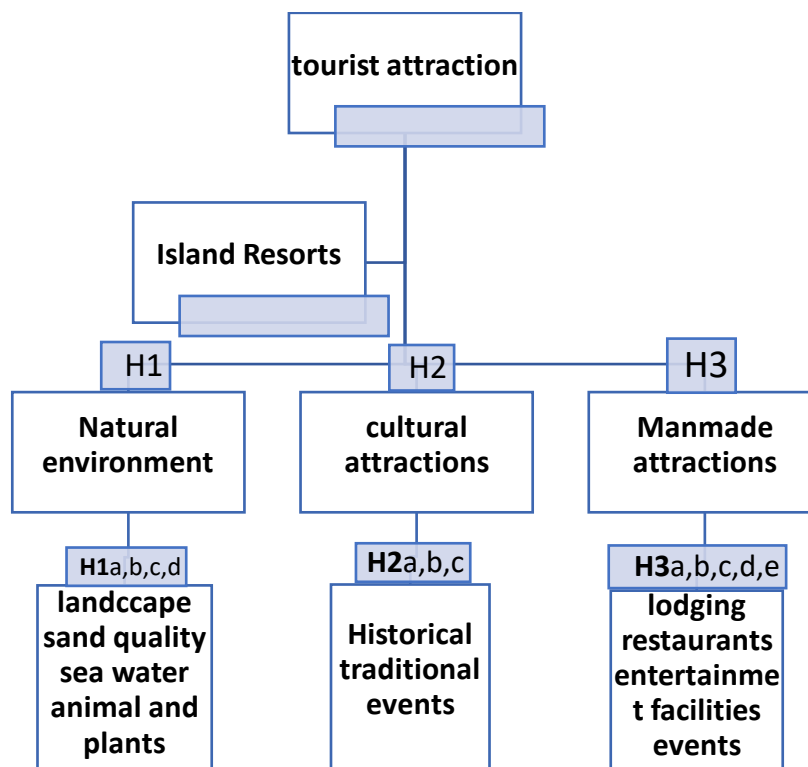 tourist attraction
Island Resorts
H1
H2
H3
Natural
environment
cultural
attractions
Manmade
attractions
H1a,b,c,d
H2a,b,c
H3a,b,c,d,e
landccape
sand quality
sea water
animal and
plants
Historical
traditional
events
lodging
restaurants
entertainme
t facilities
events